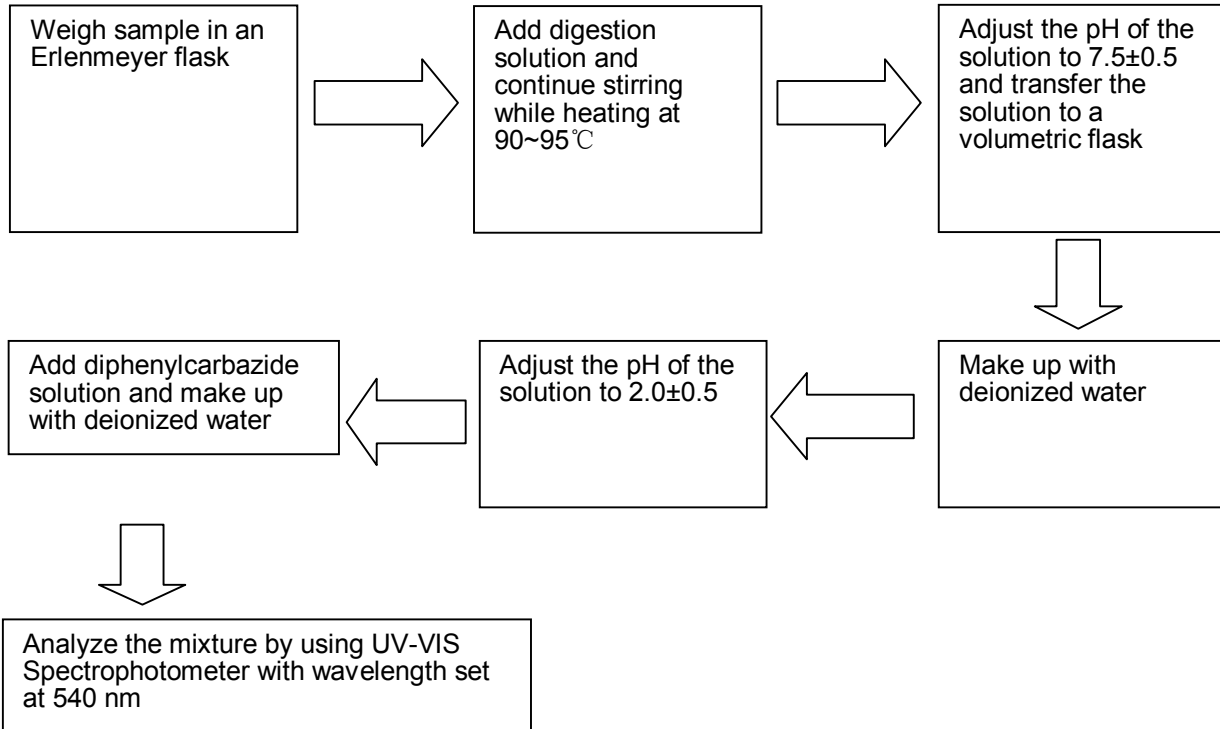 Weigh sample in an
Erlenmeyer flask
Add digestion
solution and
continue stirring
while heating at
90~95℃
Adjust the pH of the
solution to 7.5±0.5
and transfer the
solution to a
volumetric flask
Make up with
deionized water
Adjust the pH of the
solution to 2.0±0.5
Add diphenylcarbazide
solution and make up
with deionized water
Analyze the mixture by using UV-VIS
Spectrophotometer with wavelength set
at 540 nm